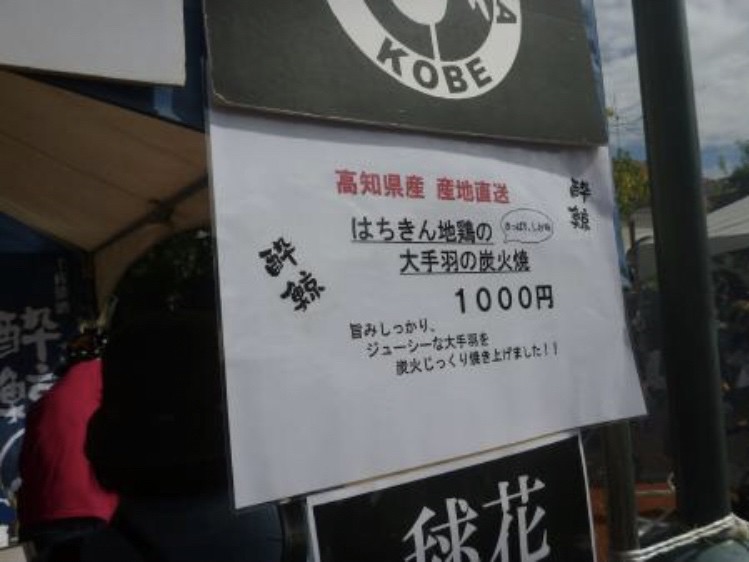 KOBE
高知県産 産地直送
酔鯨
はちきん地鶏の
大手羽の炭火焼
酔鯨
1000円
旨みしっかり、
ジューシーな大手羽を
炭火じっくり焼き上げました!!
酔鯨
球花